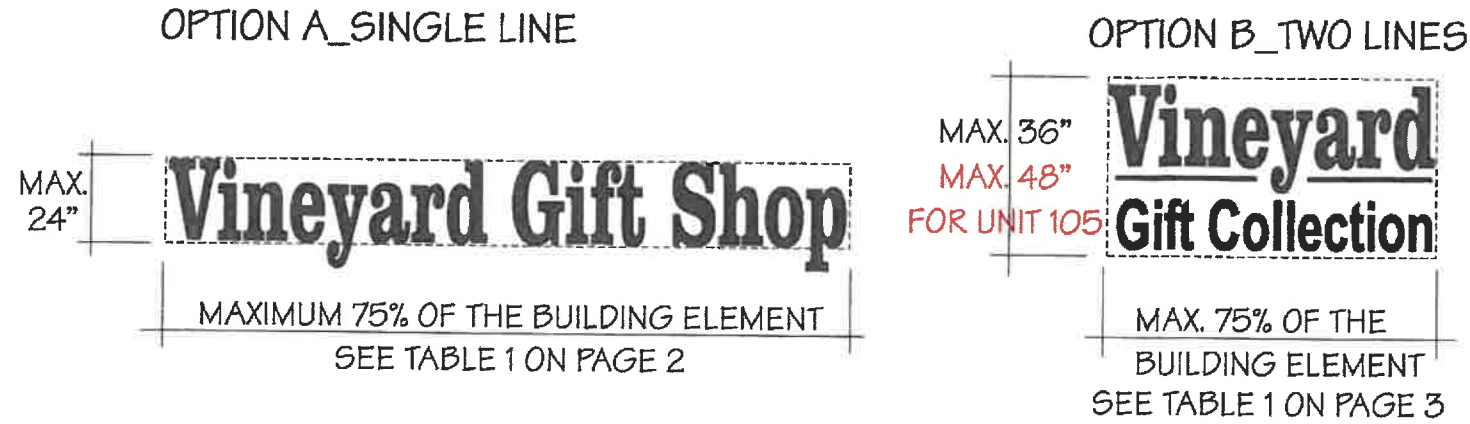 OPTION A_SINGLE LINE
MAX.
24”
Vineyard Gift Shop
MAXIMUM 75% OF THE BUILDING ELEMENT
SEE TABLE 1 ON PAGE 2
OPTION B_TWO LINES
MAX. 36”
MAX. 48”
FOR UNIT 105
Vineyard
Gift Collection
MAX. 75% OF THE
BUILDING ELEMENT
SEE TABLE 1 ON PAGE 3